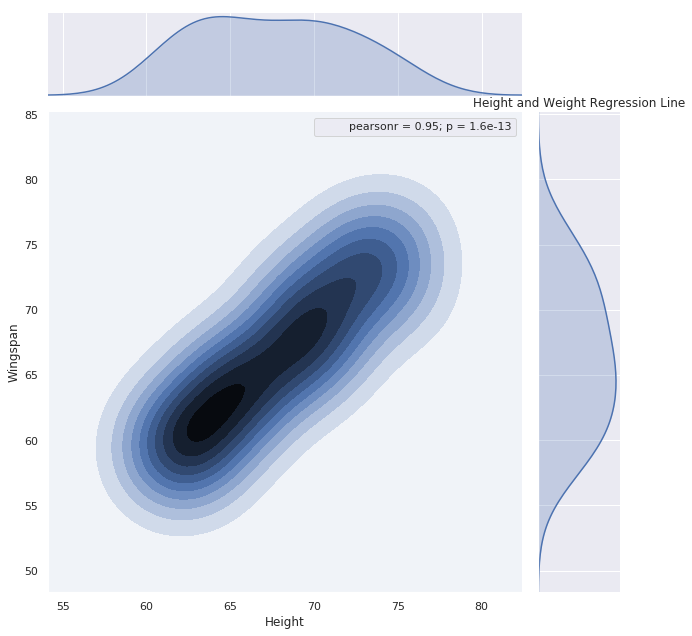 Height and Weight Regression Line
pearsonr = 0.95; p = 1.6e-13
85
80
75
70
65
60
55
50
Wingspan
55 60 65 70 75 80
Height